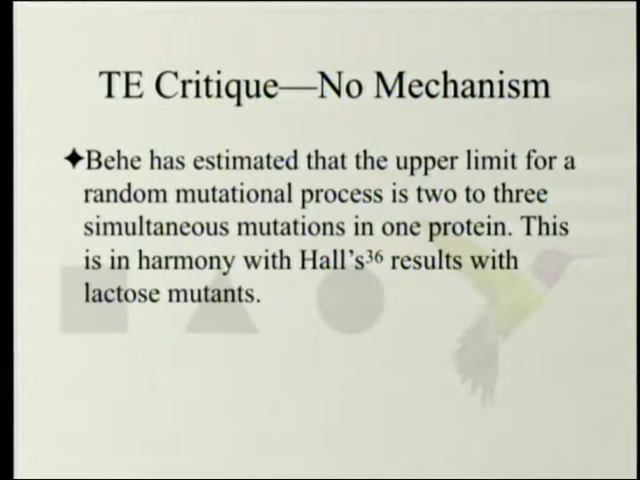 TE Critique—No Mechanism
✦Behe has estimated that the upper limit for a
random mutational process is two to three
simultaneous mutations in one protein. This
is in harmony with Hall's³⁶ results with
lactose mutants.